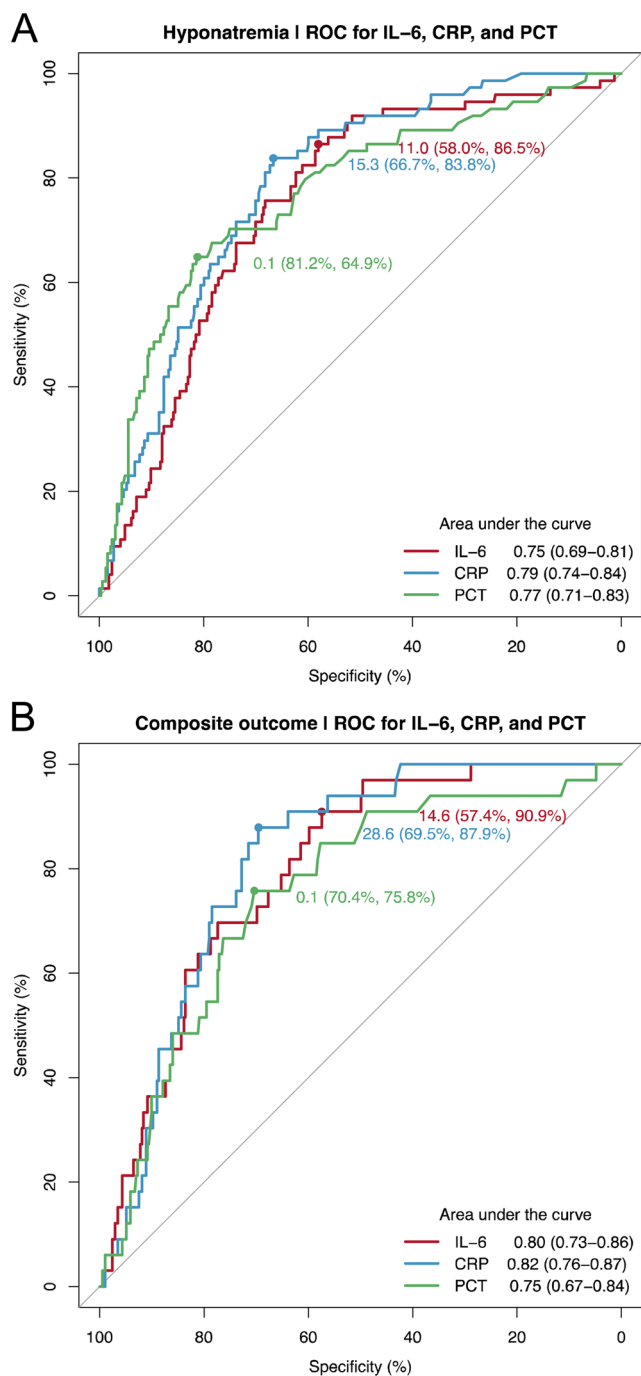 A
Hyponatremia | ROC for IL-6, CRP, and PCT
Sensitivity (%)
100
80
60
40
20
0
11.0 (58.0%, 86.5%)
15.3 (66.7%, 83.8%)
0.1 (81.2%, 64.9%)
Area under the curve
IL-6 0.75 (0.69–0.81)
CRP 0.79 (0.74–0.84)
PCT 0.77 (0.71–0.83)
100 80 60 40 20 0
Specificity (%)
B
Composite outcome | ROC for IL-6, CRP, and PCT
Sensitivity (%)
100
80
60
40
20
0
14.6 (57.4%, 90.9%)
28.6 (69.5%, 87.9%)
0.1 (70.4%, 75.8%)
Area under the curve
IL-6 0.80 (0.73–0.86)
CRP 0.82 (0.76–0.87)
PCT 0.75 (0.67–0.84)
100 80 60 40 20 0
Specificity (%)